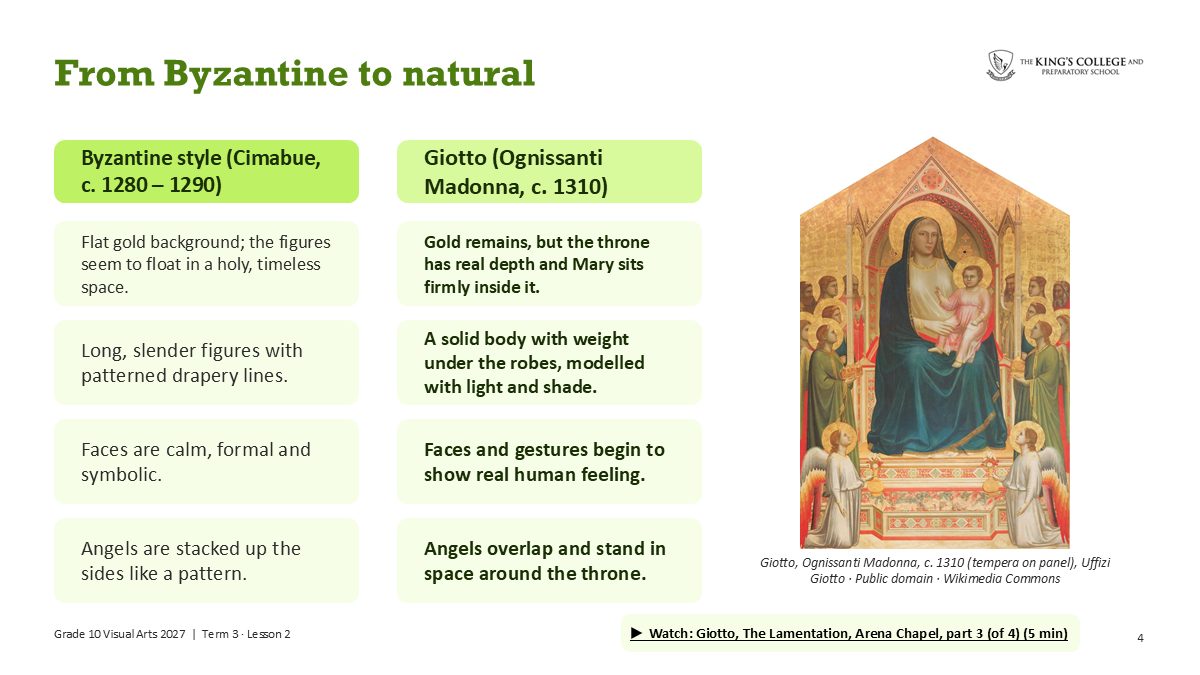 From Byzantine to natural
THE KING'S COLLEGE AND
PREPARATORY SCHOOL
Byzantine style (Cimabue,
c. 1280 – 1290)
Giotto (Ognissanti
Madonna, c. 1310)
Flat gold background; the figures
seem to float in a holy, timeless
space.
Gold remains, but the throne
has real depth and Mary sits
firmly inside it.
Long, slender figures with
patterned drapery lines.
A solid body with weight
under the robes, modelled
with light and shade.
Faces are calm, formal and
symbolic.
Faces and gestures begin to
show real human feeling.
Angels are stacked up the
sides like a pattern.
Angels overlap and stand in
space around the throne.
Giotto, Ognissanti Madonna, c. 1310 (tempera on panel), Uffizi
Giotto · Public domain · Wikimedia Commons
Grade 10 Visual Arts 2027 | Term 3 · Lesson 2
▶ Watch: Giotto, The Lamentation, Arena Chapel, part 3 (of 4) (5 min)
4